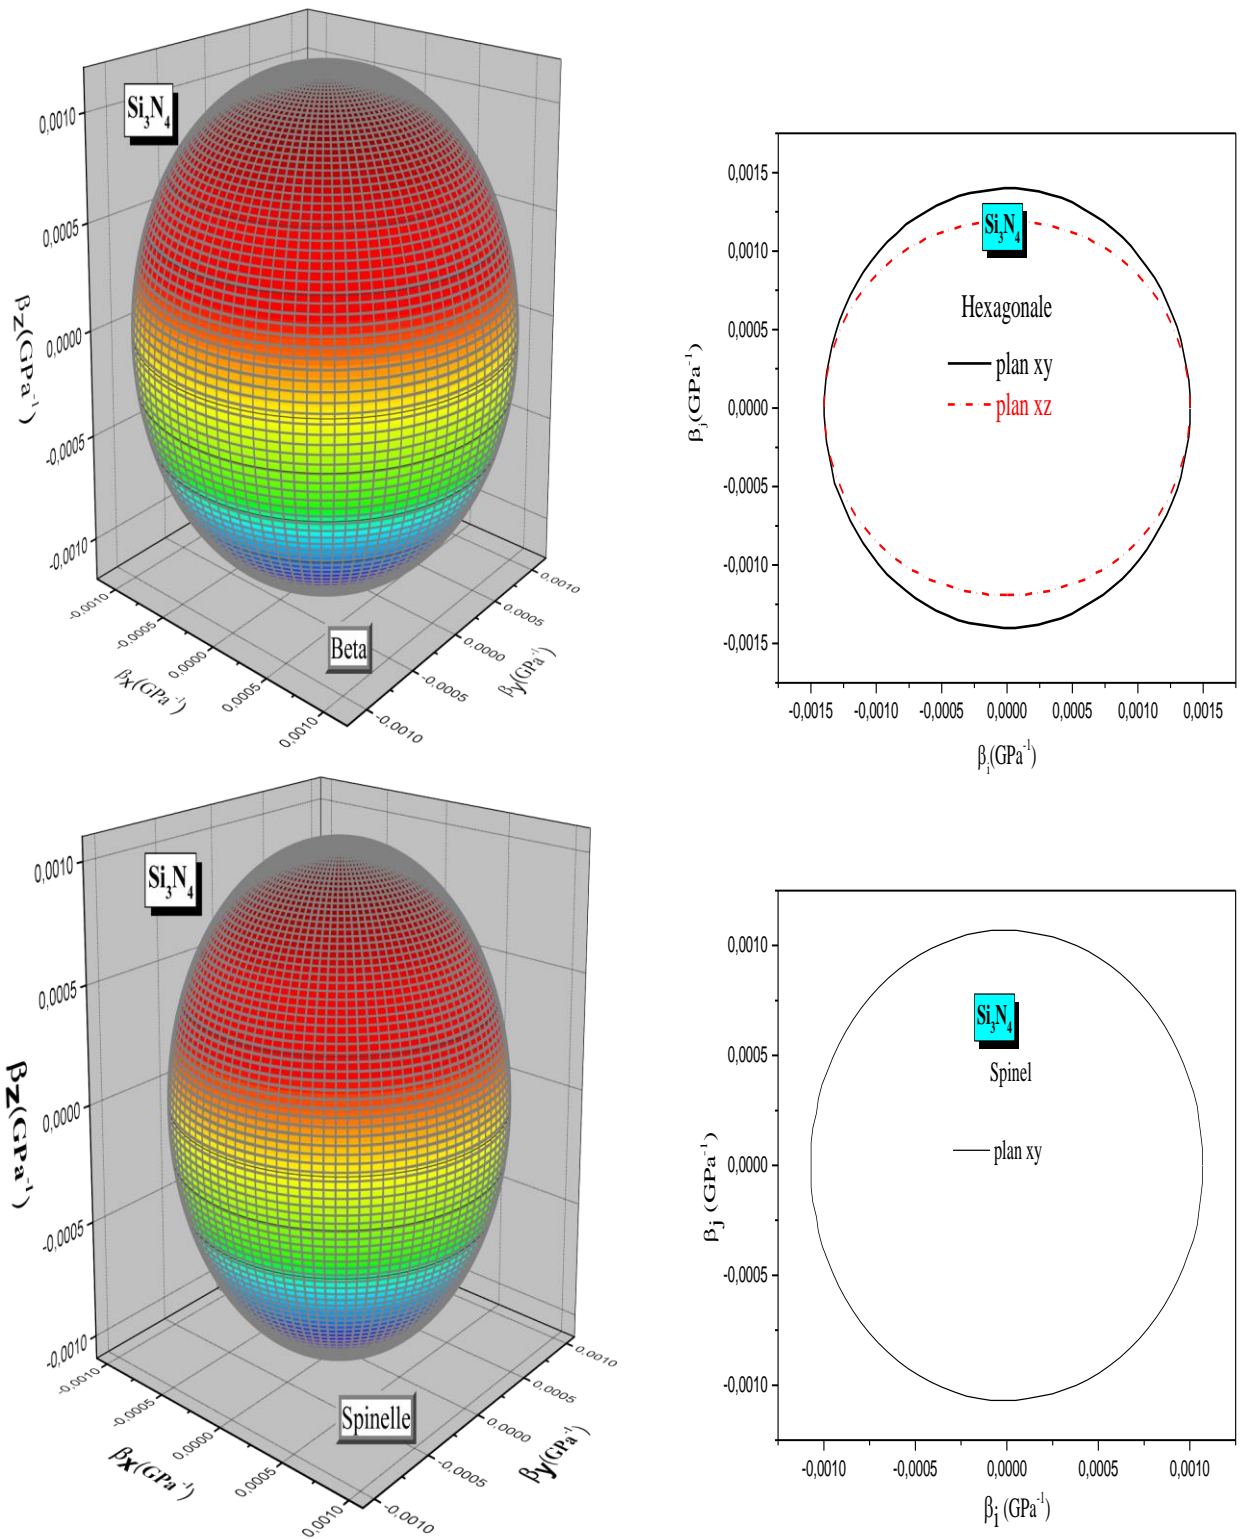 Si₃N₄
0,0010
0,0005
0,0000
-0,0005
-0,0010
βz(GPa⁻¹)
-0,0010
-0,0005
0,0000
0,0005
0,0010
βx(GPa⁻¹)
-0,0010
-0,0005
0,0000
0,0005
0,0010
βy(GPa⁻¹)
Beta
0,0015
0,0010
0,0005
0,0000
-0,0005
-0,0010
-0,0015
βj(GPa⁻¹)
Si₃N₄
Hexagonale
plan xy
plan xz
-0,0015 -0,0010 -0,0005 0,0000 0,0005 0,0010 0,0015
βi(GPa⁻¹)
Si₃N₄
0,0010
0,0005
0,0000
-0,0005
-0,0010
βz(GPa⁻¹)
-0,0010
-0,0005
0,0000
0,0005
0,0010
βx(GPa⁻¹)
-0,0010
-0,0005
0,0000
0,0005
0,0010
βy(GPa⁻¹)
Spinelle
0,0010
0,0005
0,0000
-0,0005
-0,0010
βj (GPa⁻¹)
Si₃N₄
Spinel
plan xy
-0,0010 -0,0005 0,0000 0,0005 0,0010
βi (GPa⁻¹)